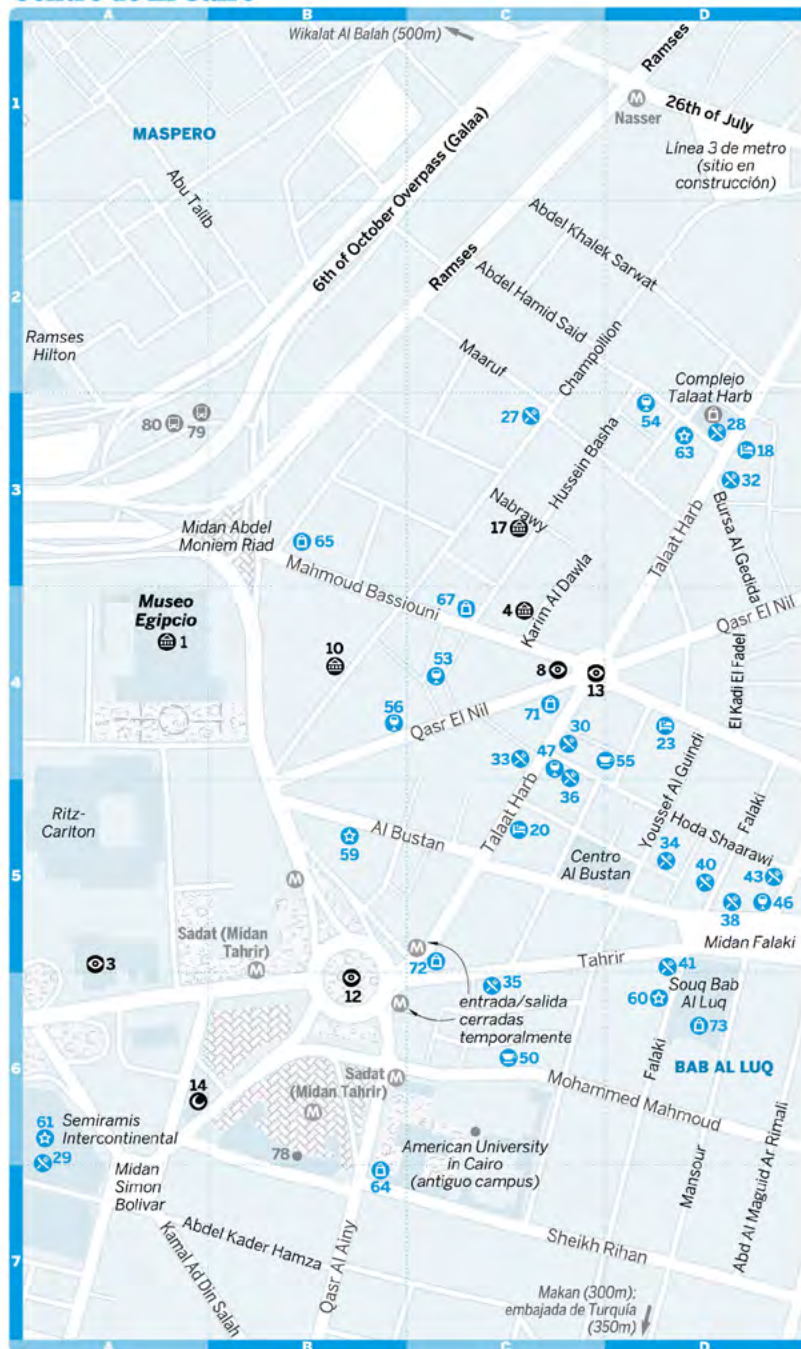 A
B
C
D
Wikalat Al Balah (500m)
Ramses
1
MASPERO
Nasser
26th of July
Línea 3 de metro
(sitio en
construcción)
Abu Talib
6th of October Overpass (Galaa)
Abdel Khalek Sarwat
2
Ramses
Abdel Hamid Said
Ramses
Hilton
Maaruf
Champollion
Complejo
Talaat Harb
80
79
27
54
28
63
18
32
Hussein Basha
3
Nabrawy
17
Talaat Harb
Bursa Al Gedida
Midan Abdel
Moniem Riad
65
Mahmoud Bassiouni
67
4
Karim Al Dawla
Qasr El Nil
Museo
Egipcio
1
10
53
8
13
El Kadi El Fadel
4
56
Qasr El Nil
71
30
23
33
47
55
36
Youssef Al Guindi
Falaki
Ritz-
Carlton
Talaat Harb
Al Bustan
20
Hoda Shaarawi
59
Centro
Al Bustan
34
40
43
5
38
46
Sadat (Midan
Tahrir)
Midan Falaki
3
72
Tahrir
41
12
35
entrada/salida
cerradas
temporalmente
60
Souq Bab
Al Luq
73
50
6
14
Sadat
(Midan Tahrir)
Mohammed Mahmoud
Falaki
BAB AL LUQ
61
Semiramis
Intercontinental
29
78
American University
in Cairo
(antiguo campus)
64
Mansour
Abd Al Maguid Ar Rimali
Midan
Simon
Bolivar
Abdel Kader Hamza
Sheikh Rihan
7
Kamal Ad Din Salah
Qasr Al Ainy
Makan (300m);
embajada de Turquía
(350m)
A
B
C
D